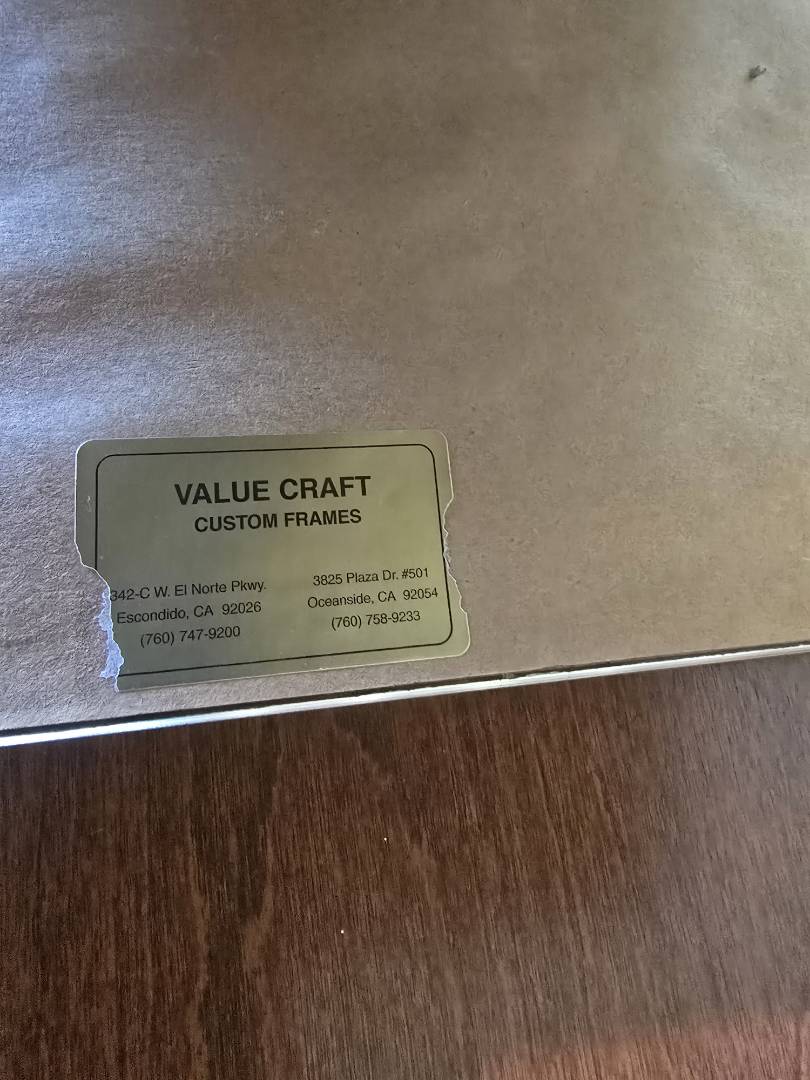 VALUE CRAFT
CUSTOM FRAMES
342-C W. El Norte Pkwy.
Escondido, CA 92026
(760) 747-9200
3825 Plaza Dr. #501
Oceanside, CA 92054
(760) 758-9233